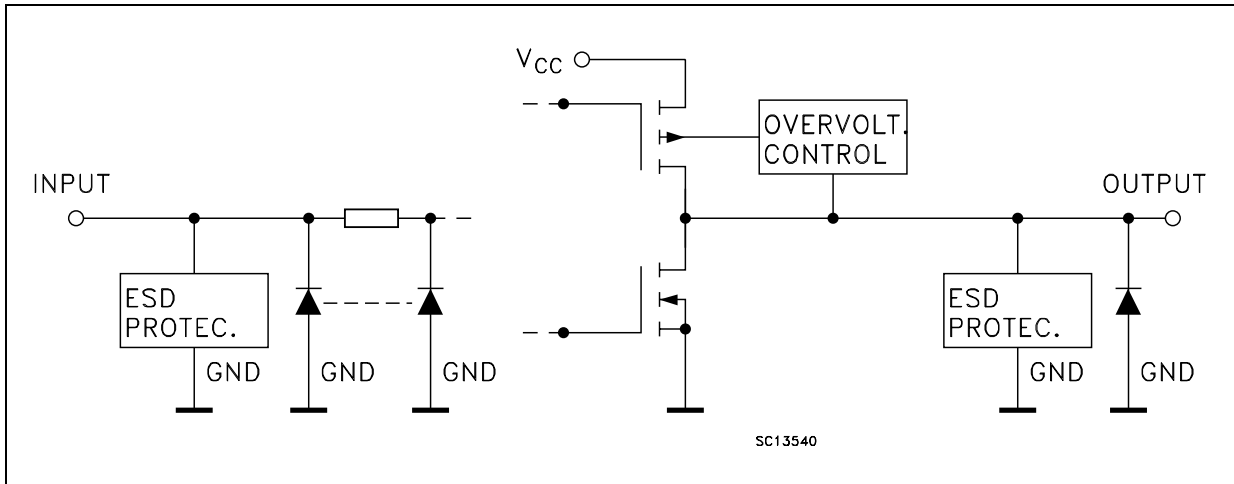 VCC
OVERVOLT.
CONTROL
INPUT
OUTPUT
ESD
PROTEC.
GND
GND
GND
ESD
PROTEC.
GND
GND
SC13540